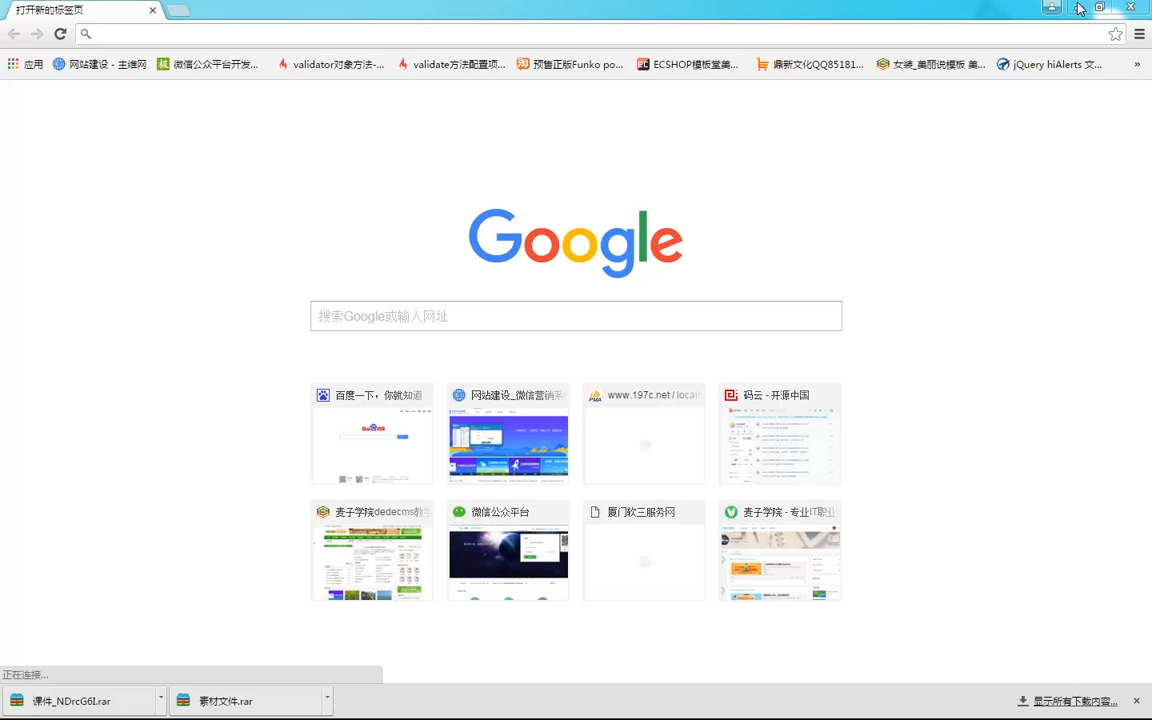 打开新的标签页
应用 网站建设 - 主维网 微信公众平台开发... validator对象方法-... validate方法配置项... 预售正版Funko po... ECSHOP模板堂美... 鼎新文化QQ85181... 女装_美丽说模板 美... jQuery hiAlerts 文... »
Google
搜索Google或输入网址
百度一下，你就知道 网站建设_微信营销系 www.197c.net / local 码云 - 开源中国
麦子学院dedecms教学 微信公众平台 厦门软三服务网 麦子学院 - 专业IT职业
正在连接...
课件_NDrcG6I.rar 素材文件.rar 显示所有下载内容...